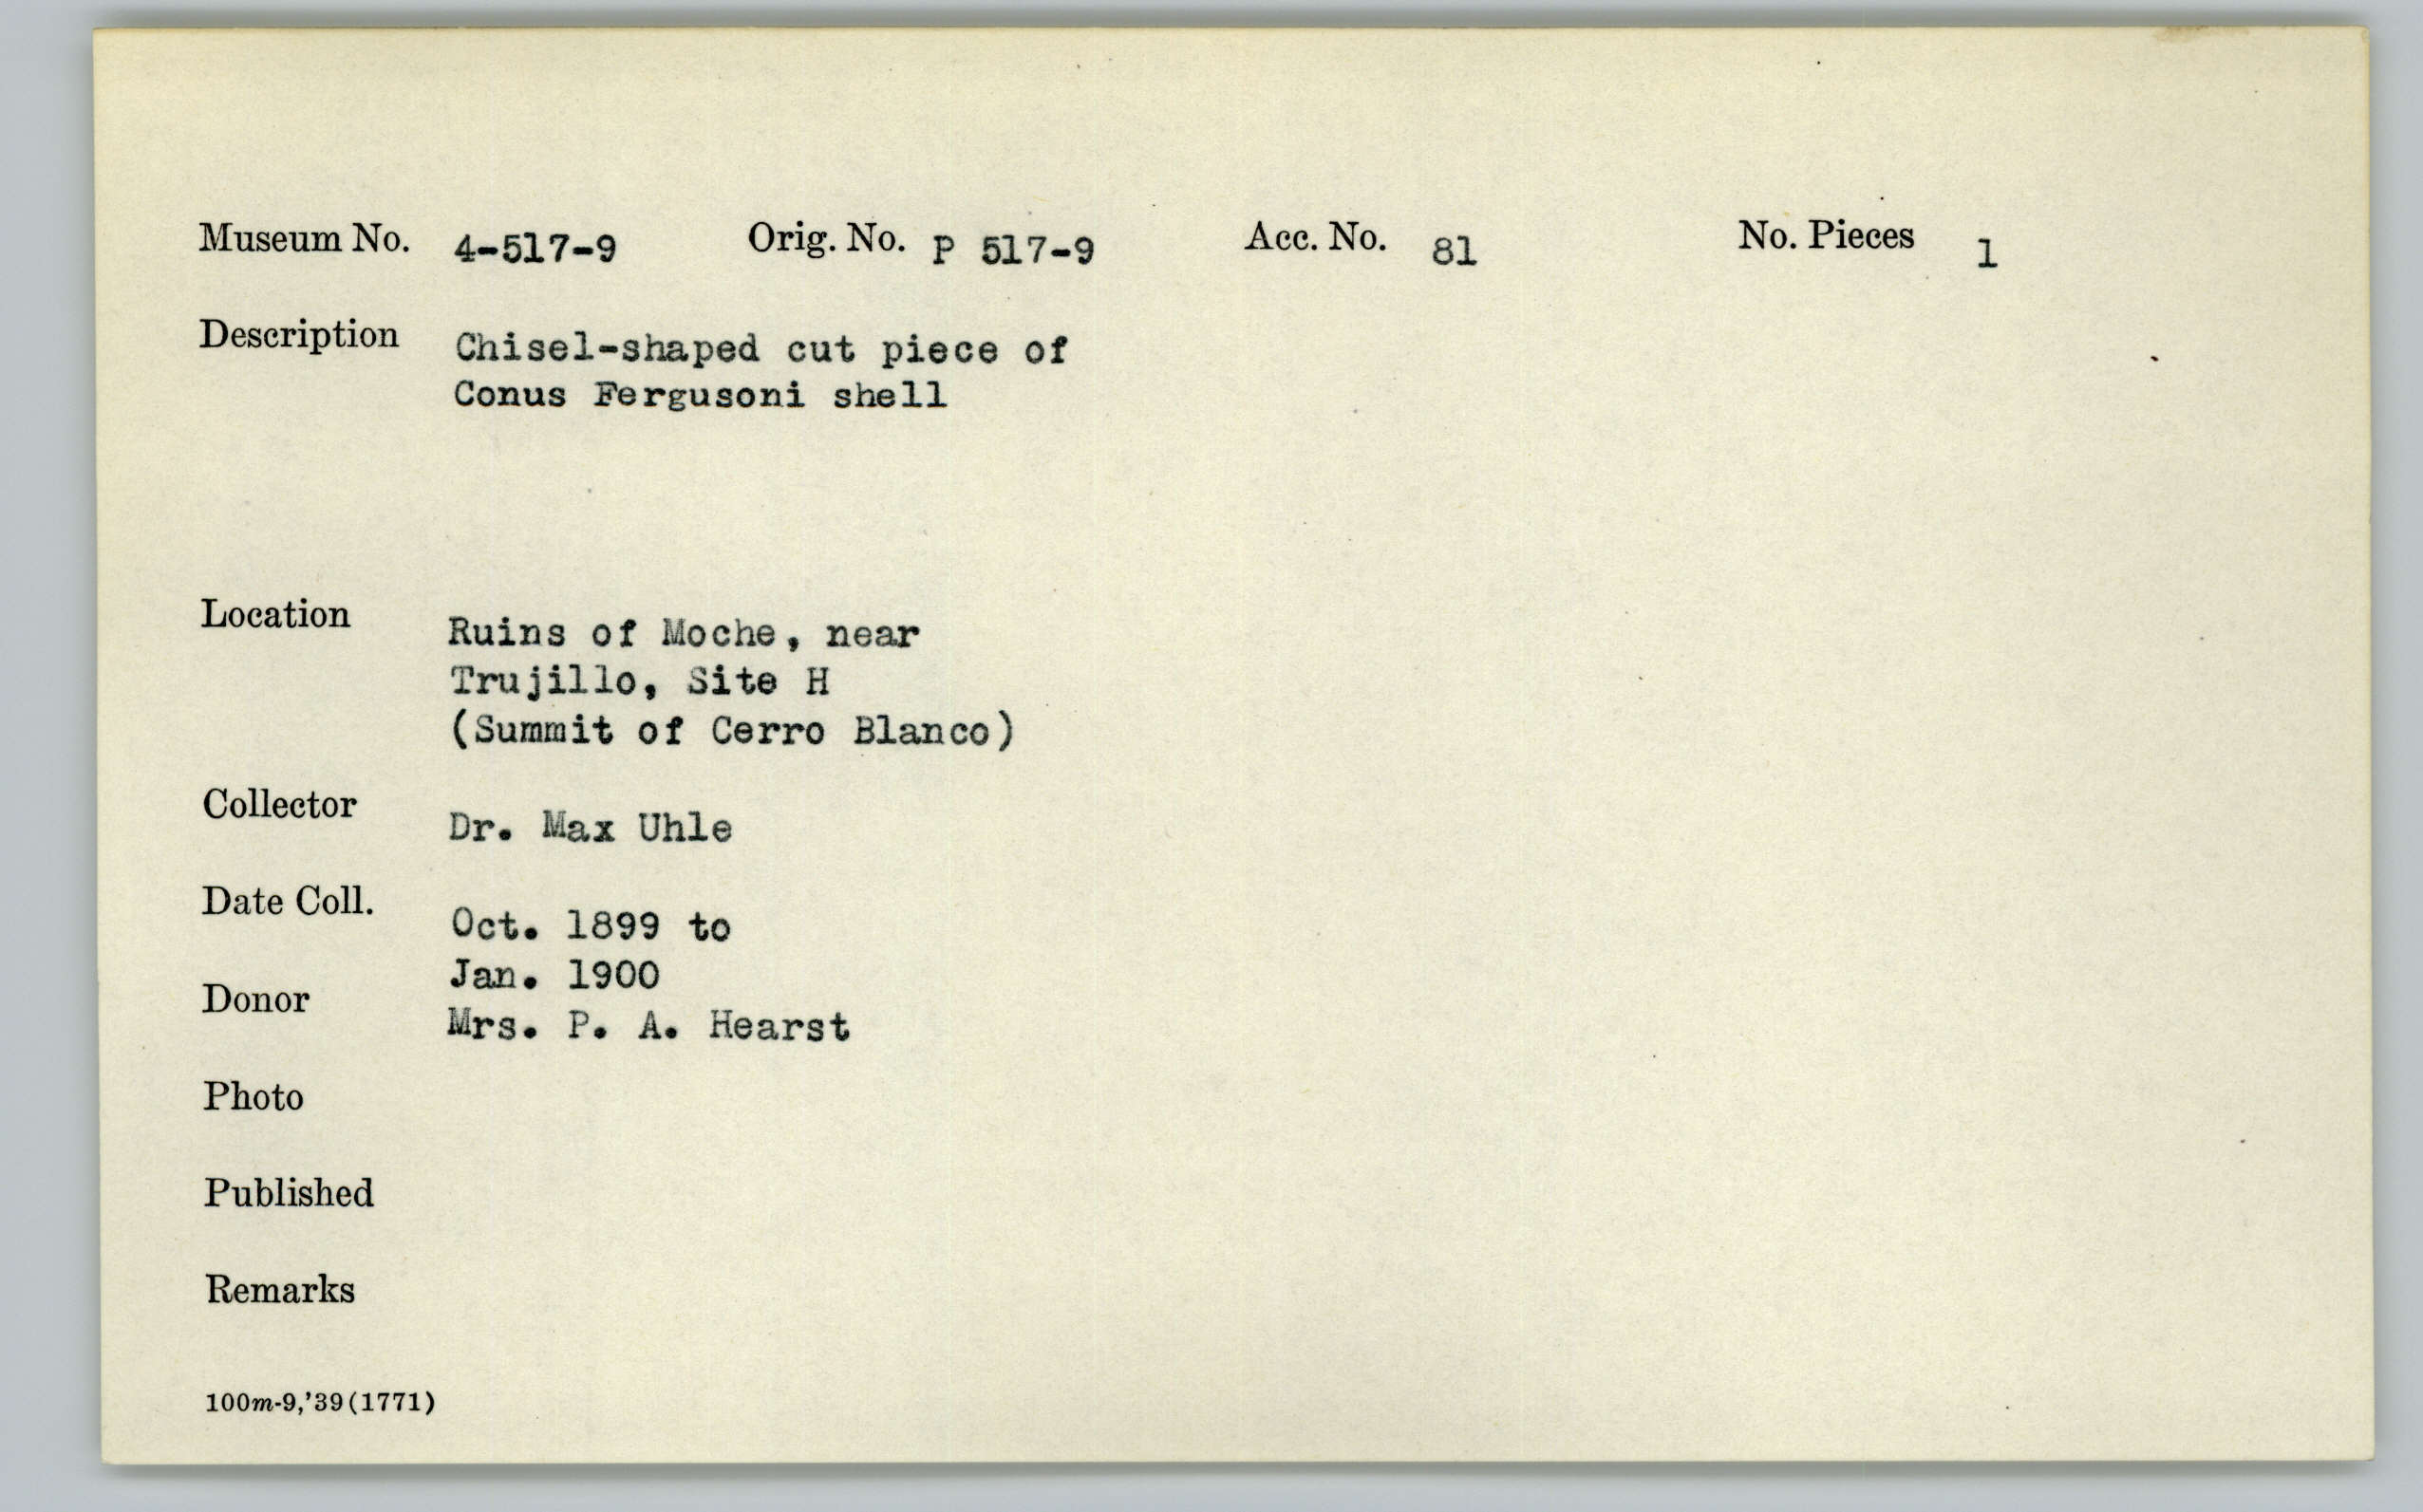 Museum No. 4-517-9 Orig. No. P 517-9 Acc. No. 81 No. Pieces 1
Description Chisel-shaped cut piece of
Conus Fergusoni shell
Location Ruins of Moche, near
Trujillo, Site H
(Summit of Cerro Blanco)
Collector Dr. Max Uhle
Date Coll. Oct. 1899 to
Jan. 1900
Donor Mrs. P. A. Hearst
Photo
Published
Remarks
100m-9,'39(1771)